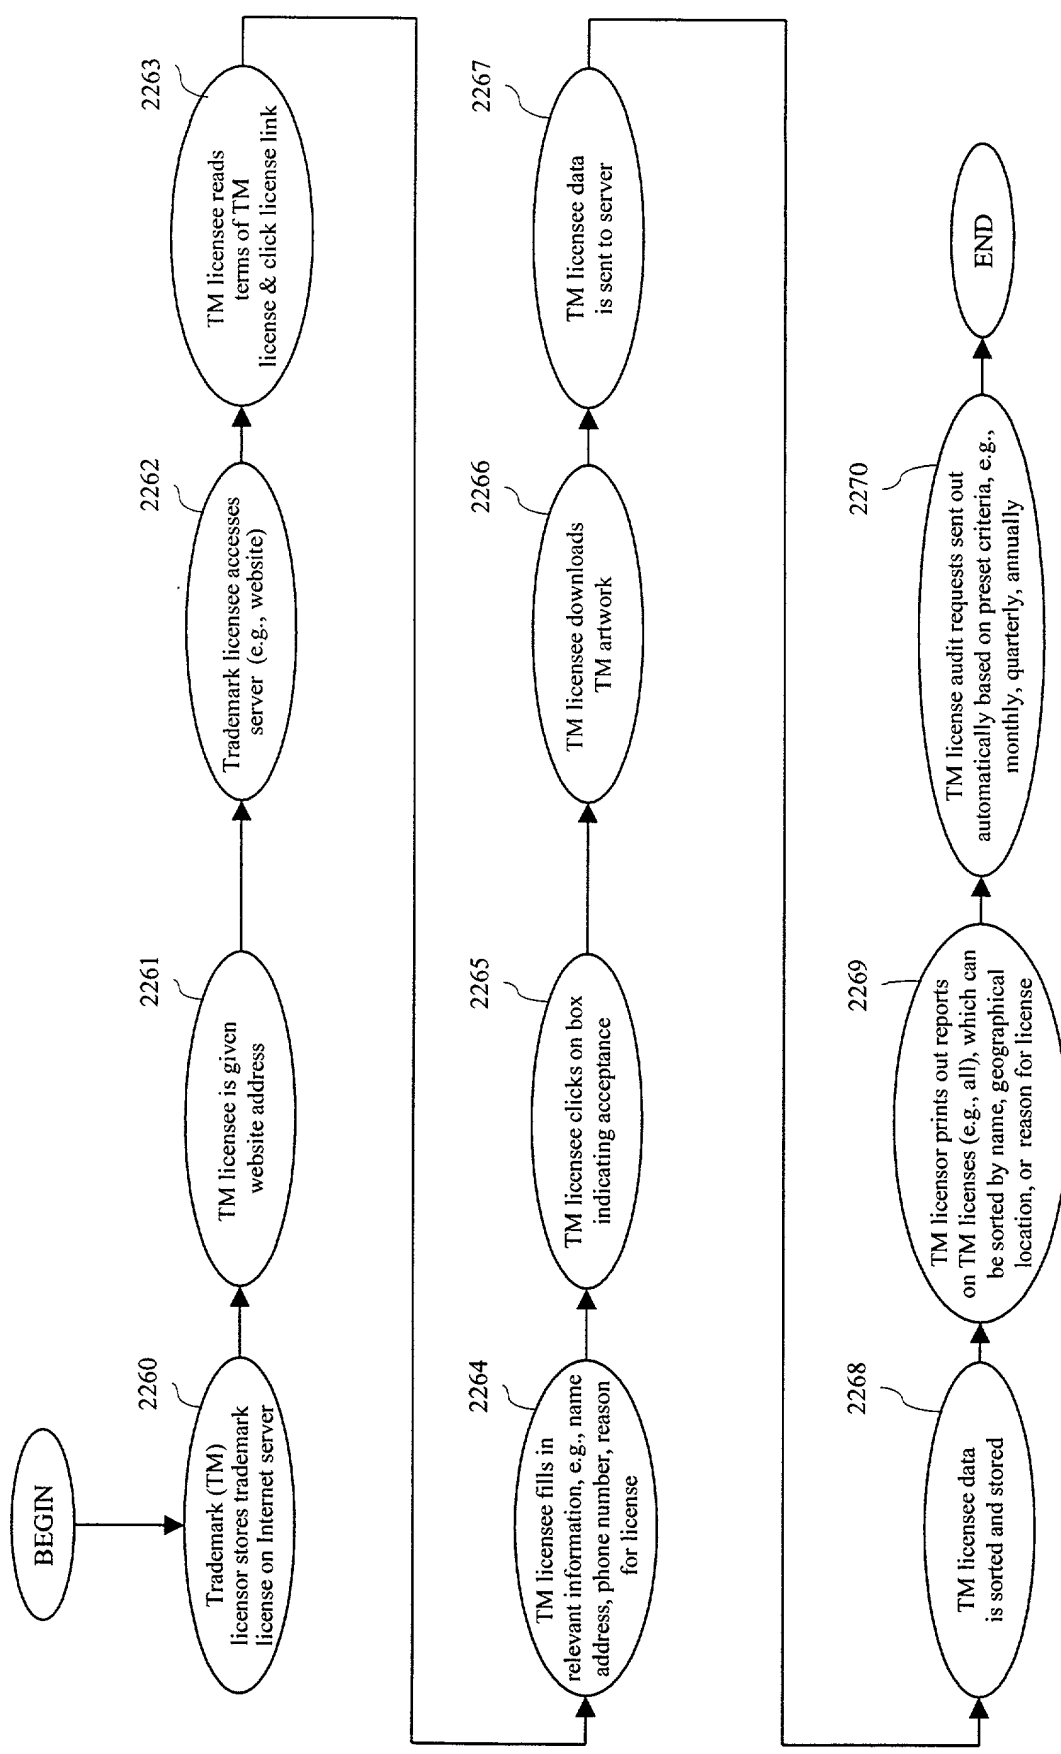 BEGIN
2260
Trademark (TM)
licensor stores trademark
license on Internet server
2261
TM licensee is given
website address
2262
Trademark licensee accesses
server (e.g., website)
2263
TM licensee reads
terms of TM
license & click license link
2264
TM licensee fills in
relevant information, e.g., name
address, phone number, reason
for license
2265
TM licensee clicks on box
indicating acceptance
2266
TM licensee downloads
TM artwork
2267
TM licensee data
is sent to server
2268
TM licensee data
is sorted and stored
2269
TM licensor prints out reports
on TM licenses (e.g., all), which can
be sorted by name, geographical
location, or reason for license
2270
TM license audit requests sent out
automatically based on preset criteria, e.g.,
monthly, quarterly, annually
END